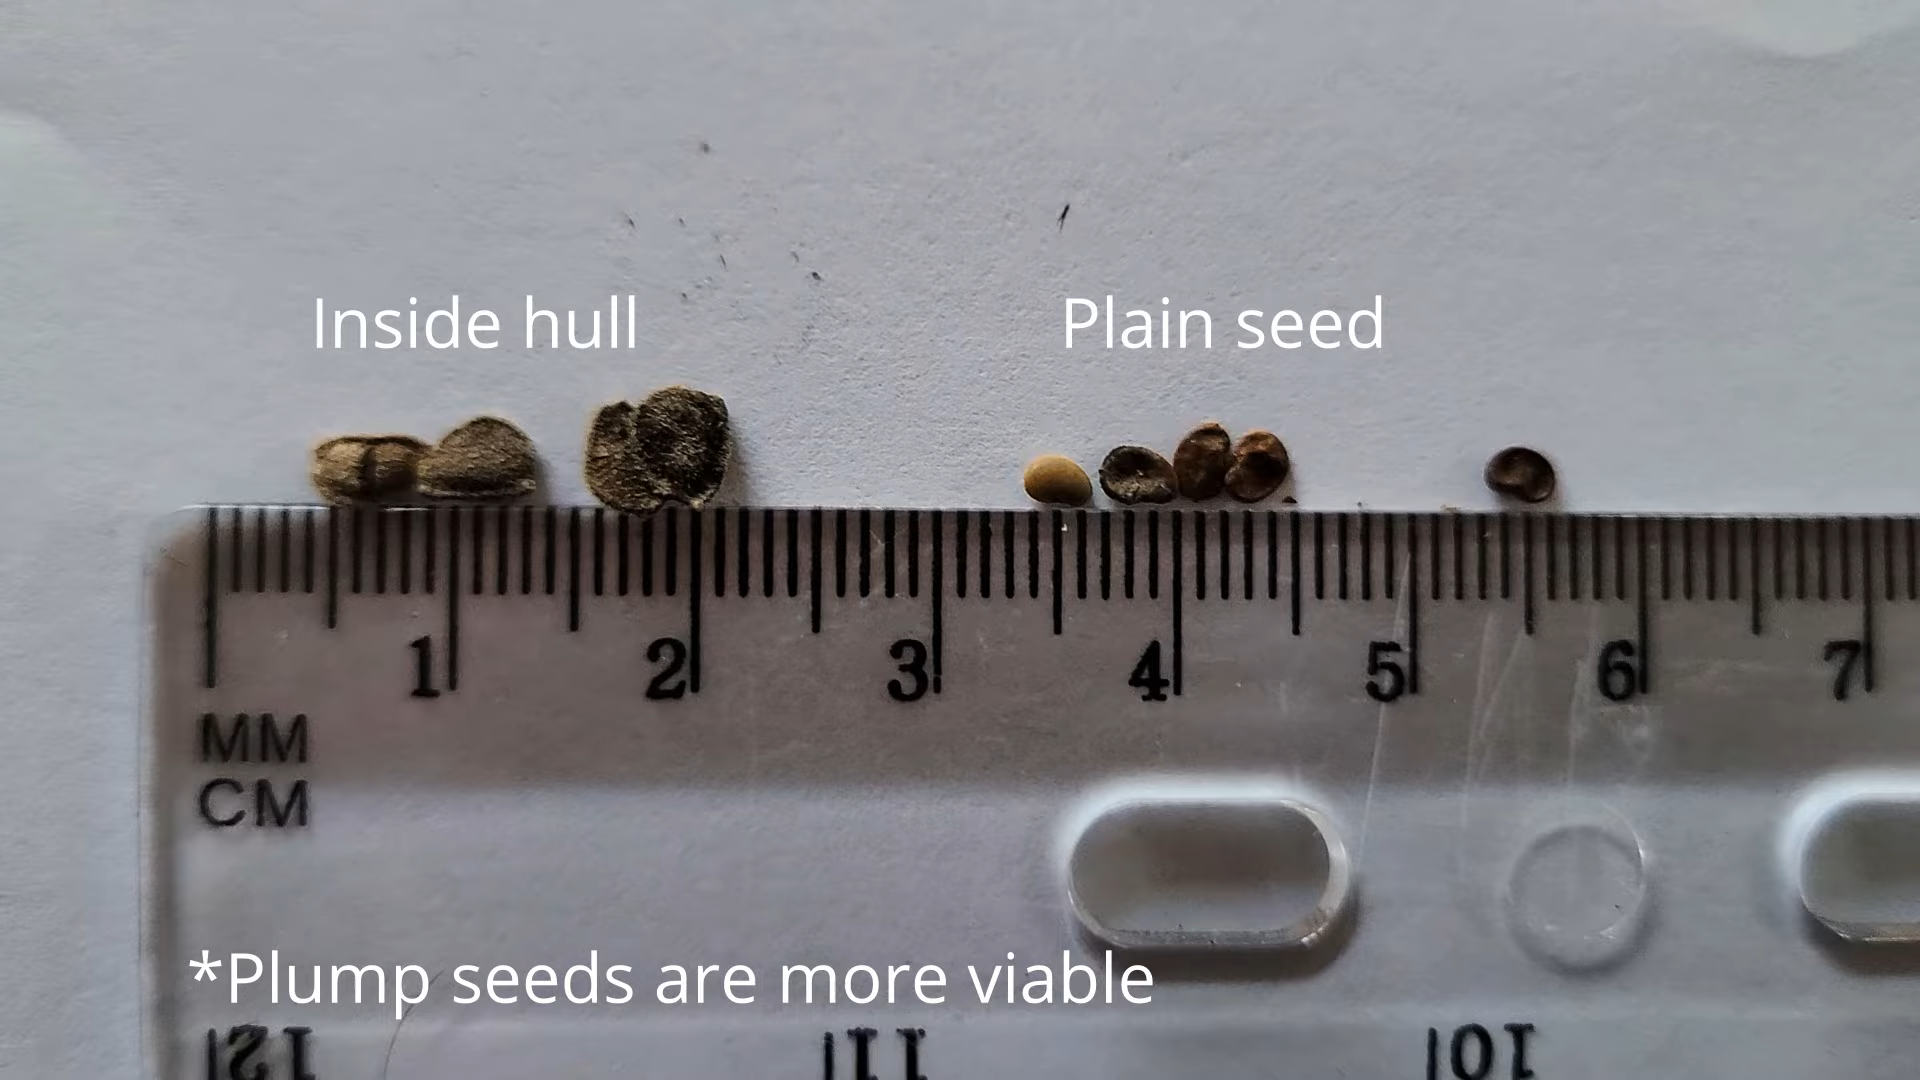 Inside hull
Plain seed
1 2 3 4 5 6 7
MM
CM
*Plump seeds are more viable
12 11 10